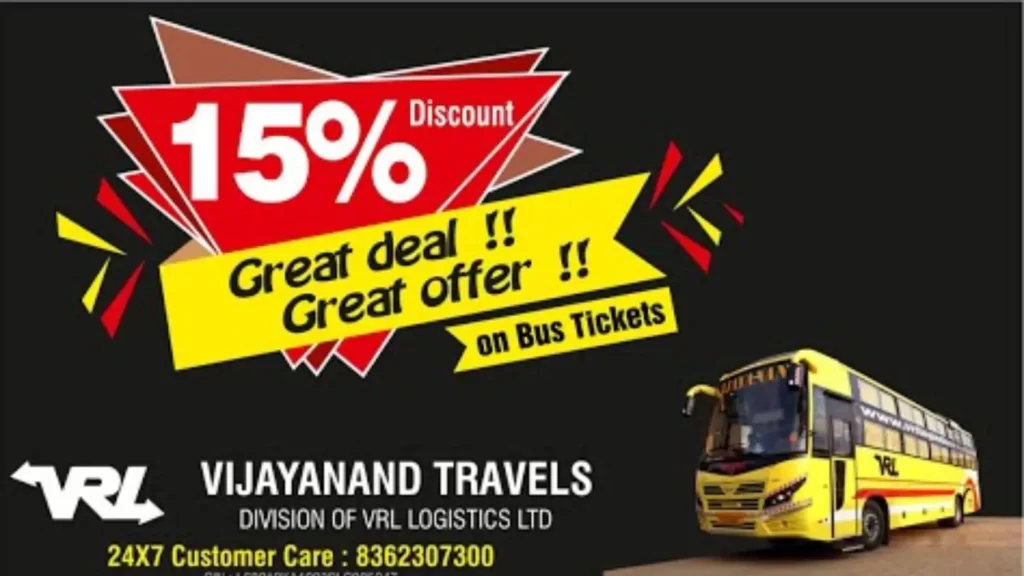 15% Discount
Great deal !!
Great offer !!
on Bus Tickets
VRL
VRL
VIJAYANAND TRAVELS
DIVISION OF VRL LOGISTICS LTD
24X7 Customer Care : 8362307300